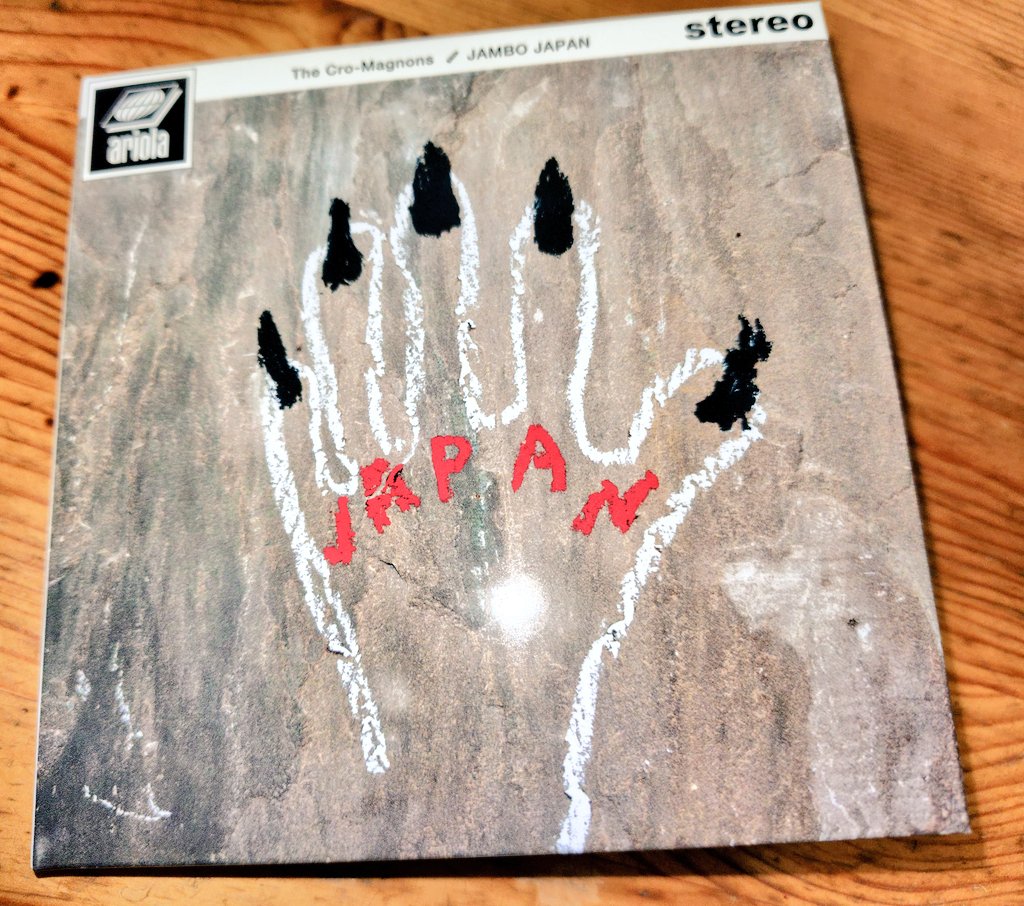 stereo
The Cro-Magnons // JAMBO JAPAN
ariola
JAPAN